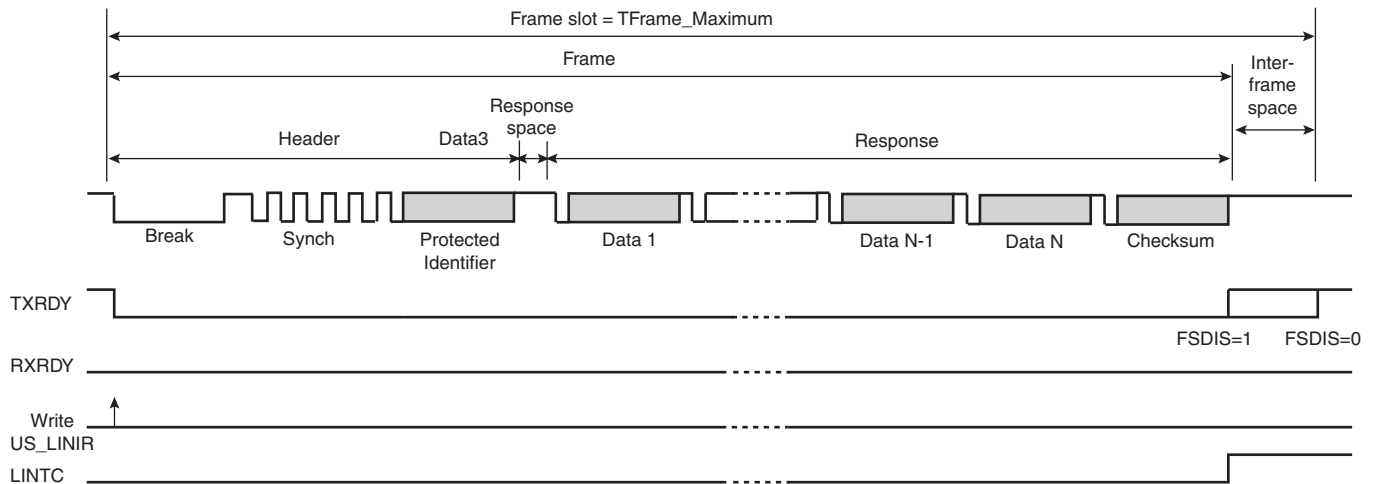 Frame slot = TFrame_Maximum
Frame
Inter-
frame
space
Response
space
Header
Data3
Response
Break
Synch
Protected
Identifier
Data 1
Data N-1
Data N
Checksum
TXRDY
FSDIS=1
FSDIS=0
RXRDY
Write
US_LINIR
LINTC